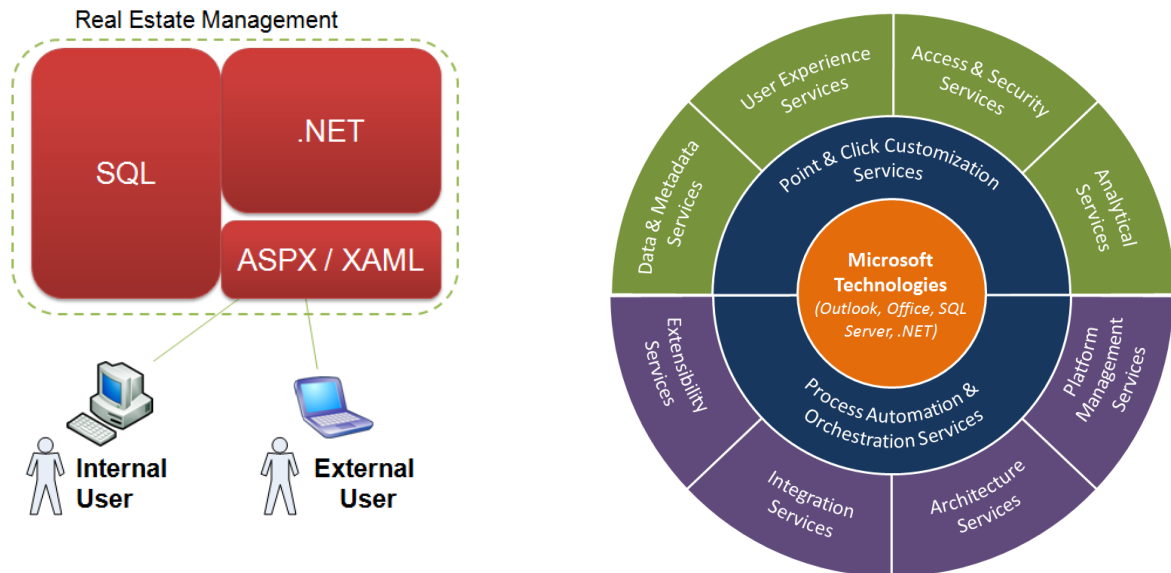 Real Estate Management
SQL
.NET
ASPX / XAML
Internal
User
External
User
User Experience
Services
Access & Security
Services
Data & Metadata
Services
Analytical
Services
Point & Click Customization
Services
Microsoft
Technologies
(Outlook, Office, SQL
Server, .NET)
Process Automation &
Orchestration Services
Extensibility
Services
Platform
Management
Services
Integration
Services
Architecture
Services